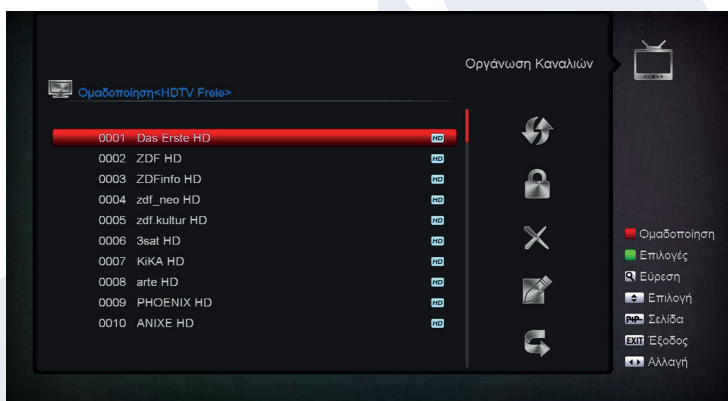 Οργάνωση Καναλιών
Ομαδοποίηση<HDTV Freie>
0001 Das Erste HD HD
0002 ZDF HD HD
0003 ZDFinfo HD HD
0004 zdf_neo HD HD
0005 zdf.kultur HD HD
0006 3sat HD HD
0007 KiKA HD HD
0008 arte HD HD
0009 PHOENIX HD HD
0010 ANIXE HD HD
Ομαδοποίηση
Επιλογές
Εύρεση
Επιλογή
P+P- Σελίδα
EXIT Έξοδος
Αλλαγή